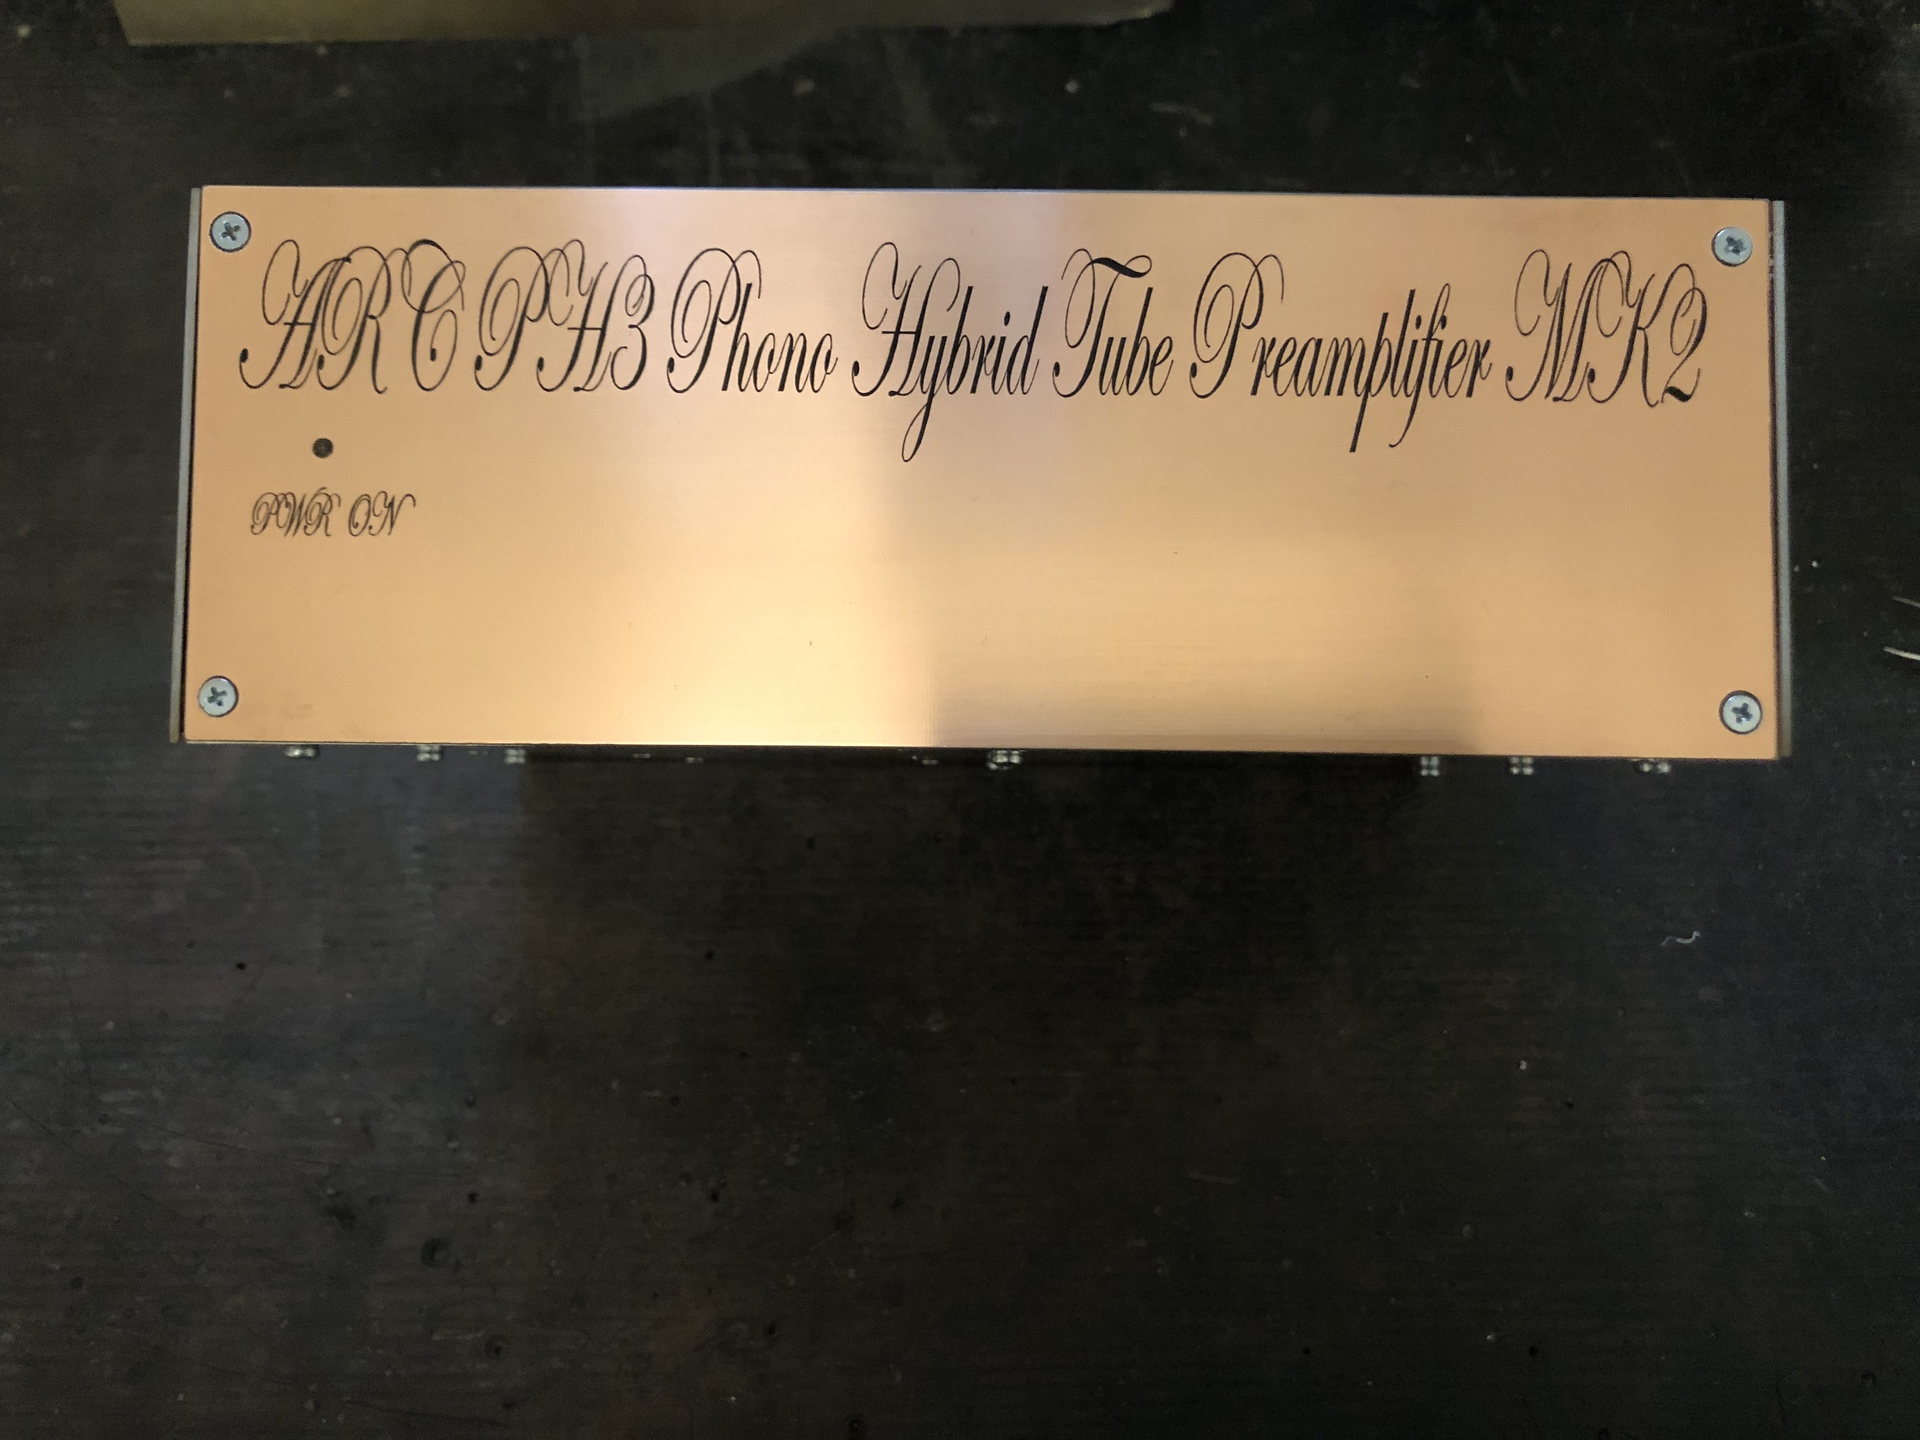 ARC PH3 Phono Hybrid Tube Preamplifier MK2
PWR ON